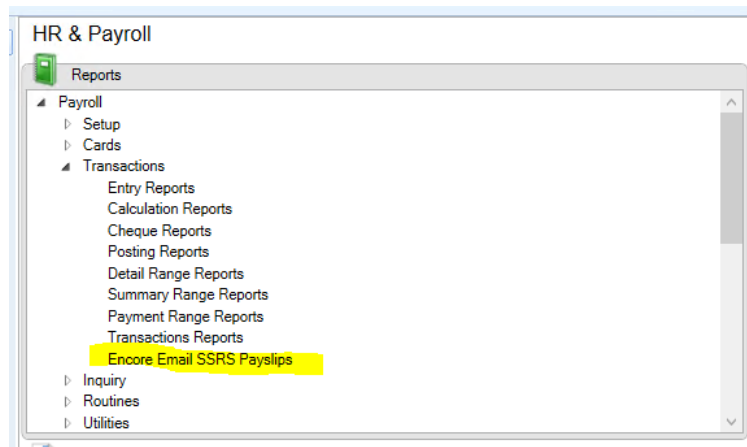 HR & Payroll
Reports
Payroll
Setup
Cards
Transactions
Entry Reports
Calculation Reports
Cheque Reports
Posting Reports
Detail Range Reports
Summary Range Reports
Payment Range Reports
Transactions Reports
Encore Email SSRS Payslips
Inquiry
Routines
Utilities